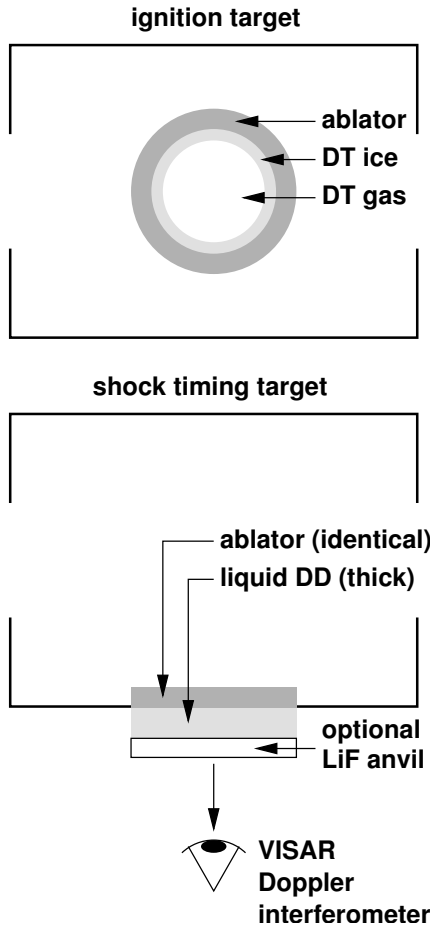 ignition target
ablator
DT ice
DT gas
shock timing target
ablator (identical)
liquid DD (thick)
optional
LiF anvil
VISAR
Doppler
interferometer